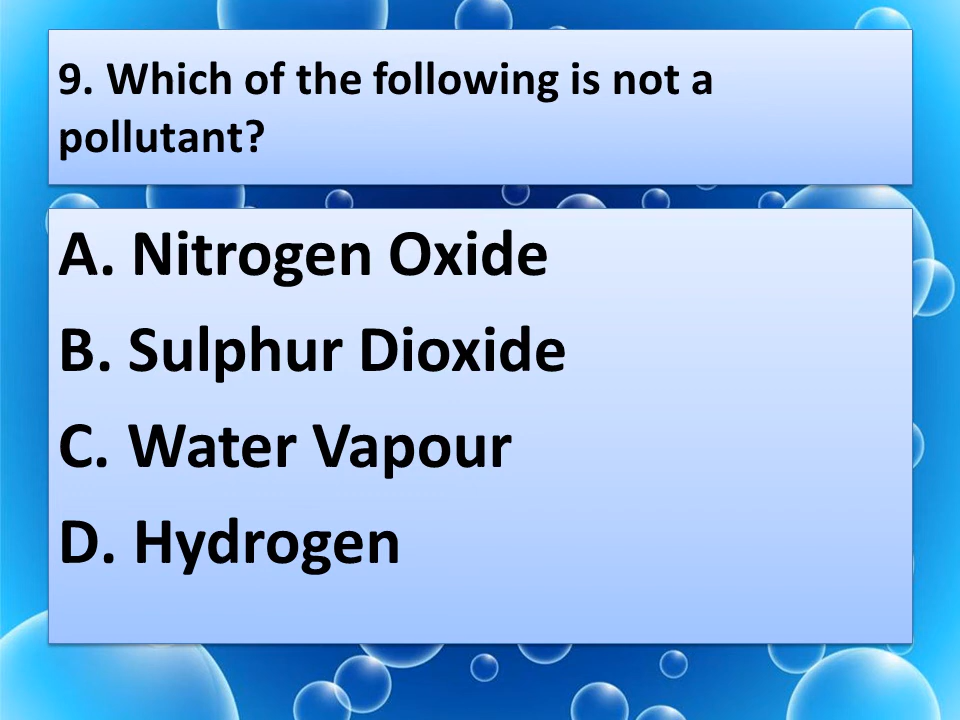 9. Which of the following is not a
pollutant?
A. Nitrogen Oxide
B. Sulphur Dioxide
C. Water Vapour
D. Hydrogen